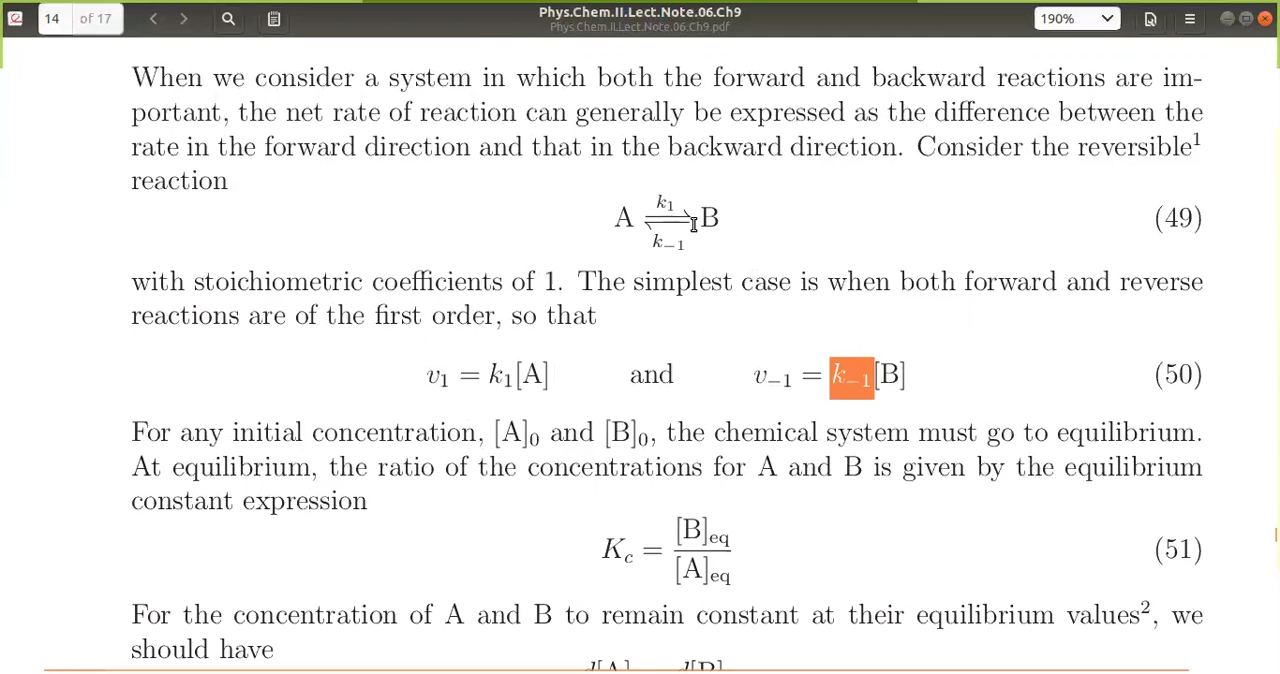 14 of 17
Phys.Chem.II.Lect.Note.06.Ch9
Phys.Chem.II.Lect.Note.06.Ch9.pdf
190%
When we consider a system in which both the forward and backward reactions are im-
portant, the net rate of reaction can generally be expressed as the difference between the
rate in the forward direction and that in the backward direction. Consider the reversible¹
reaction
A ⇌ B (49)
k₁
k₋₁
with stoichiometric coefficients of 1. The simplest case is when both forward and reverse
reactions are of the first order, so that
v₁ = k₁[A] and v₋₁ = k₋₁[B] (50)
For any initial concentration, [A]₀ and [B]₀, the chemical system must go to equilibrium.
At equilibrium, the ratio of the concentrations for A and B is given by the equilibrium
constant expression
K_c = [B]_eq / [A]_eq (51)
For the concentration of A and B to remain constant at their equilibrium values², we
should have
d[A] d[B]